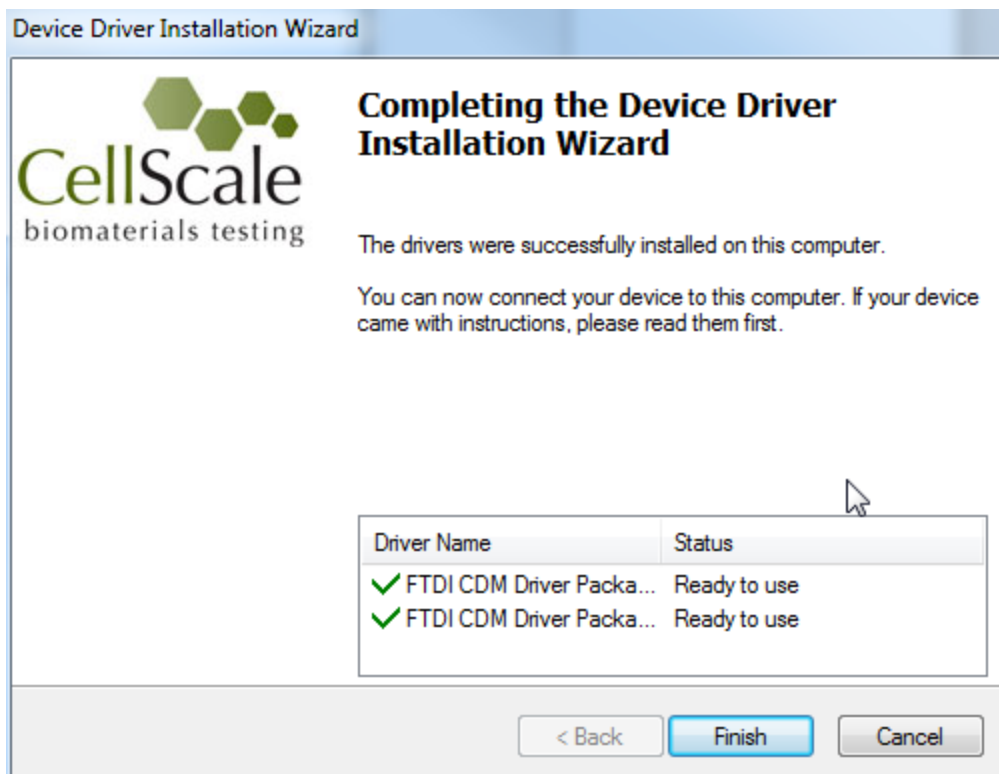 Device Driver Installation Wizard
CellScale
biomaterials testing
Completing the Device Driver
Installation Wizard
The drivers were successfully installed on this computer.
You can now connect your device to this computer. If your device
came with instructions, please read them first.
Driver Name Status
FTDI CDM Driver Packa... Ready to use
FTDI CDM Driver Packa... Ready to use
< Back Finish Cancel